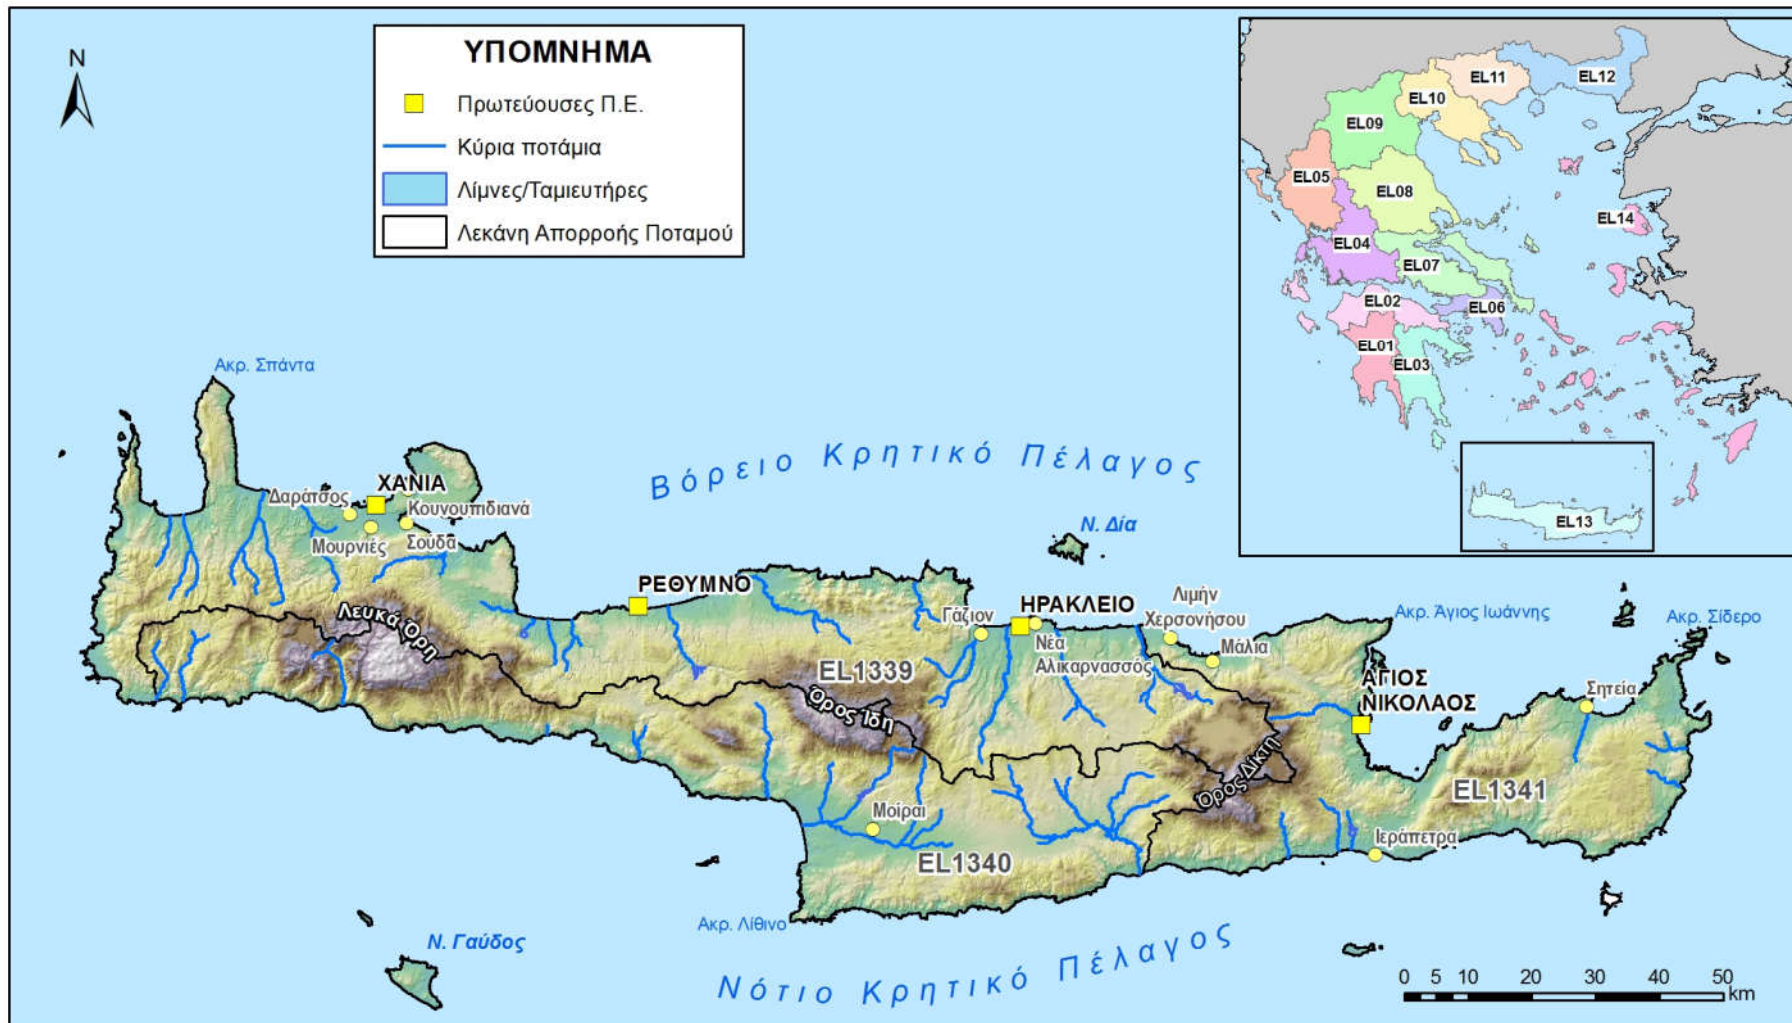 N
ΥΠΟΜΝΗΜΑ
Πρωτεύουσες Π.Ε.
Κύρια ποτάμια
Λίμνες/Ταμιευτήρες
Λεκάνη Απορροής Ποταμού
EL11
EL12
EL10
EL09
EL05
EL08
EL14
EL04
EL07
EL02
EL06
EL01
EL03
EL13
Ακρ. Σπάντα
Βόρειο Κρητικό Πέλαγος
ΧΑΝΙΑ
Δαράτσος
Κουνουπιδιανά
Μουρνιές
Σούδα
Ν. Δία
ΡΕΘΥΜΝΟ
Γάζιον
ΗΡΑΚΛΕΙΟ
Νέα
Αλικαρνασσός
Λιμήν
Χερσονήσου
Μάλια
Ακρ. Άγιος Ιωάννης
Ακρ. Σίδερο
Λευκά Όρη
EL1339
Όρος Ίδη
ΑΓΙΟΣ
ΝΙΚΟΛΑΟΣ
Σητεία
Όρος Δίκτη
EL1341
Μοίραι
Ιεράπετρα
EL1340
Ακρ. Λίθινο
Ν. Γαύδος
Νότιο Κρητικό Πέλαγος
0 5 10 20 30 40 50
km